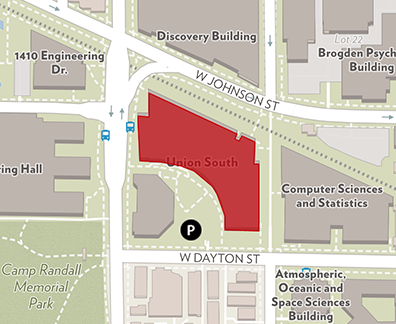 Discovery Building
1410 Engineering
Dr.
Lot 22
Brogden Psych
Building
W JOHNSON ST
Union South
ring Hall
Computer Sciences
and Statistics
P
W DAYTON ST
Camp Randall
Memorial
Park
Atmospheric,
Oceanic and
Space Sciences
Building